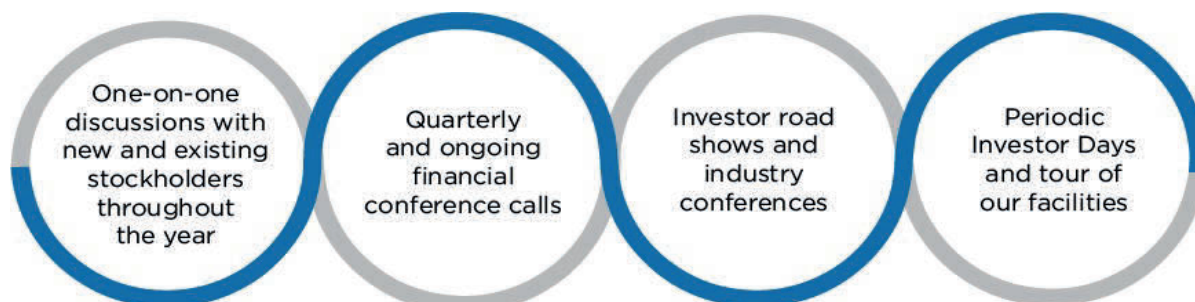 One-on-one
discussions with
new and existing
stockholders
throughout
the year
Quarterly
and ongoing
financial
conference calls
Investor road
shows and
industry
conferences
Periodic
Investor Days
and tour of
our facilities